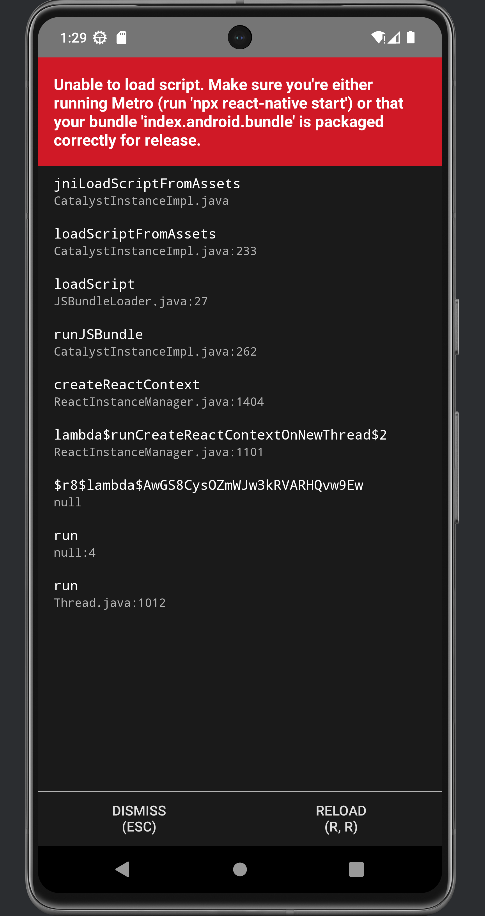 1:29
Unable to load script. Make sure you're either
running Metro (run 'npx react-native start') or that
your bundle 'index.android.bundle' is packaged
correctly for release.
jniLoadScriptFromAssets
CatalystInstanceImpl.java
loadScriptFromAssets
CatalystInstanceImpl.java:233
loadScript
JSBundleLoader.java:27
runJSBundle
CatalystInstanceImpl.java:262
createReactContext
ReactInstanceManager.java:1404
lambda$runCreateReactContextOnNewThread$2
ReactInstanceManager.java:1101
$r8$lambda$AwGS8CysOZmWJw3kRVARHQvw9Ew
null
run
null:4
run
Thread.java:1012
DISMISS
(ESC)
RELOAD
(R, R)